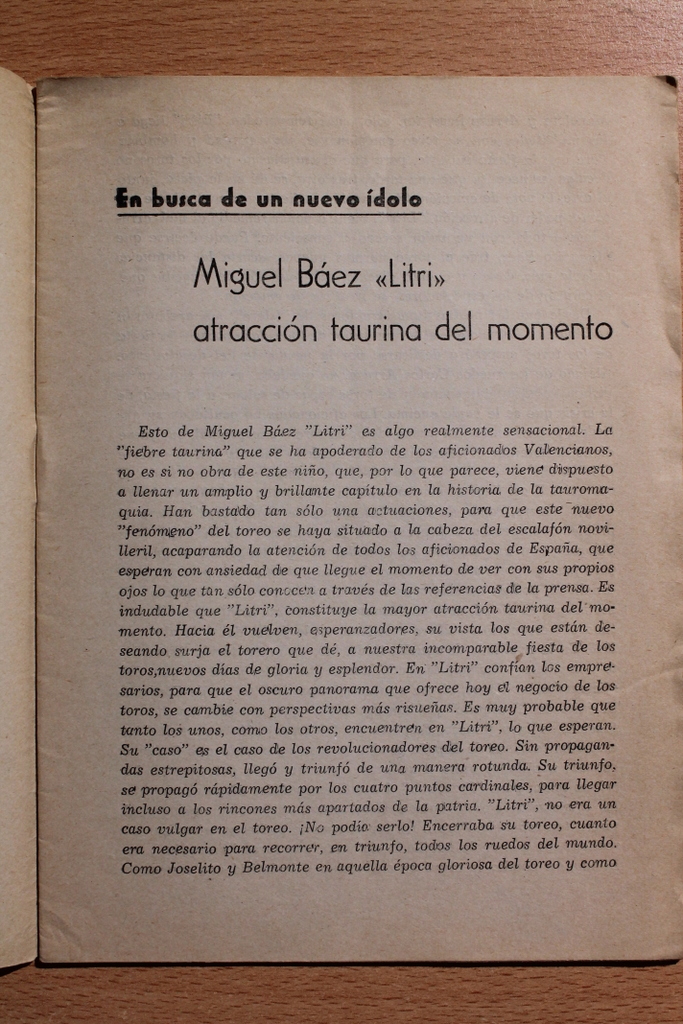 En busca de un nuevo ídolo
Miguel Báez «Litri»
atracción taurina del momento
Esto de Miguel Báez "Litri" es algo realmente sensacional. La
"fiebre taurina" que se ha apoderado de los aficionados Valencianos,
no es si no obra de este niño, que, por lo que parece, viene dispuesto
a llenar un amplio y brillante capítulo en la historia de la tauroma-
quia. Han bastado tan sólo una actuaciones, para que este nuevo
"fenómeno" del toreo se haya situado a la cabeza del escalafón novi-
lleril, acaparando la atención de todos los aficionados de España, que
esperan con ansiedad de que llegue el momento de ver con sus propios
ojos lo que tan sólo conocen a través de las referencias de la prensa. Es
indudable que "Litri", constituye la mayor atracción taurina del mo-
mento. Hacia él vuelven, esperanzadores, su vista los que están de-
seando surja el torero que dé, a nuestra incomparable fiesta de los
toros,nuevos días de gloria y esplendor. En "Litri" confían los empre-
sarios, para que el oscuro panorama que ofrece hoy el negocio de los
toros, se cambie con perspectivas más risueñas. Es muy probable que
tanto los unos, como los otros, encuentren en "Litri", lo que esperan.
Su "caso" es el caso de los revolucionadores del toreo. Sin propagan-
das estrepitosas, llegó y triunfó de una manera rotunda. Su triunfo,
se propagó rápidamente por los cuatro puntos cardinales, para llegar
incluso a los rincones más apartados de la patria. "Litri", no era un
caso vulgar en el toreo. ¡No podía serlo! Encerraba su toreo, cuanto
era necesario para recorrer, en triunfo, todos los ruedos del mundo.
Como Joselito y Belmonte en aquella época gloriosa del toreo y como